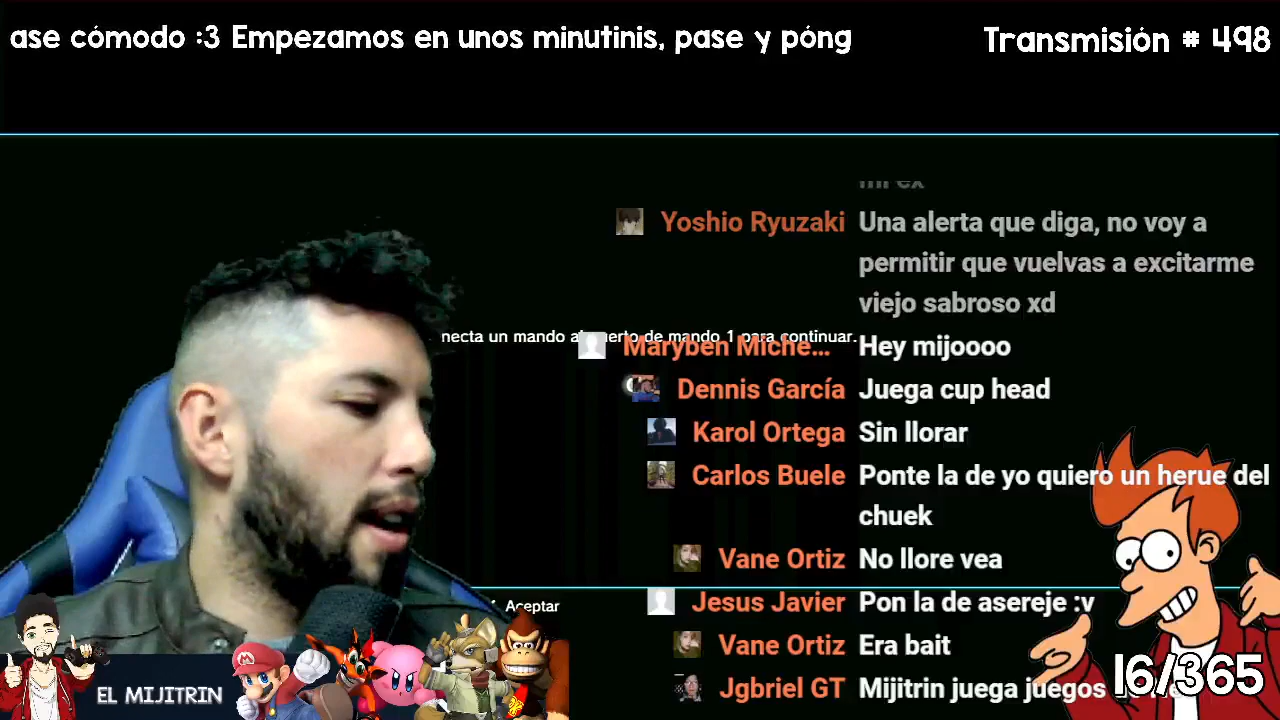 ase cómodo :3 Empezamos en unos minutinis, pase y póng
Transmisión # 498
Yoshio Ryuzaki Una alerta que diga, no voy a
permitir que vuelvas a excitarme
viejo sabroso xd
necta un mando al puerto de mando 1 para continuar.
Maryben Miche... Hey mijoooo
Dennis García Juega cup head
Karol Ortega Sin llorar
Carlos Buele Ponte la de yo quiero un herue del
chuek
Vane Ortiz No llore vea
Aceptar
Jesus Javier Pon la de asereje :v
Vane Ortiz Era bait
Jgbriel GT Mijitrin juega juegos
16/365
EL MIJITRIN